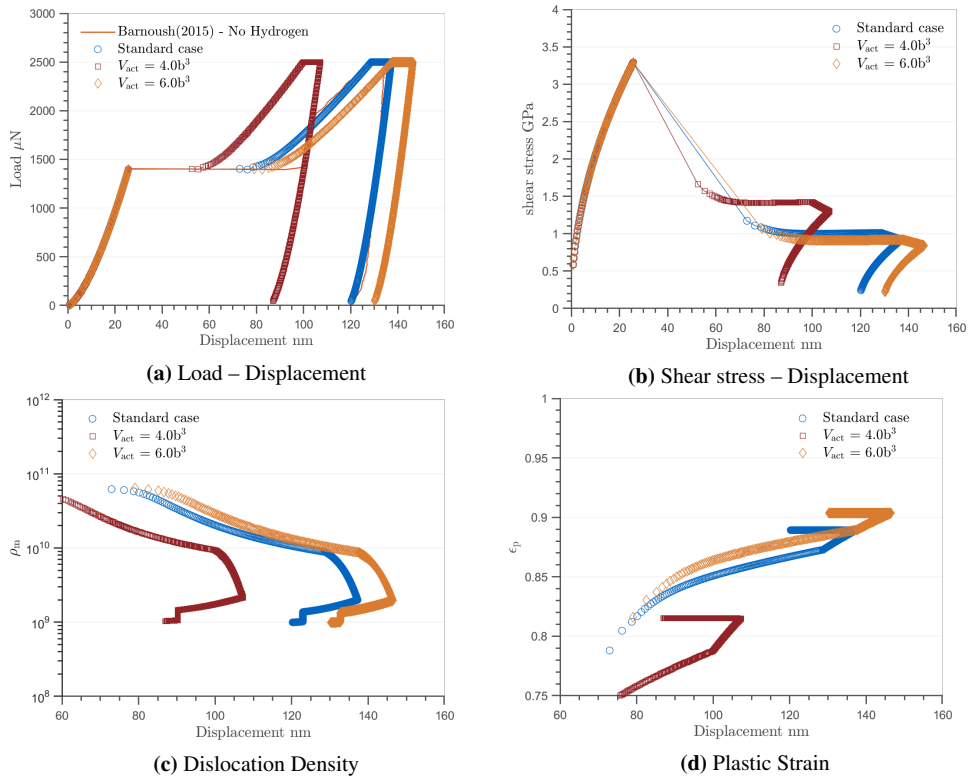 Barnoush(2015) - No Hydrogen
Standard case
V_act = 4.0b³
V_act = 6.0b³
3000
2500
2000
1500
1000
500
0
Load μN
0 20 40 60 80 100 120 140 160
Displacement nm
(a) Load – Displacement
Standard case
V_act = 4.0b³
V_act = 6.0b³
4
3.5
3
2.5
2
1.5
1
0.5
0
shear stress GPa
0 20 40 60 80 100 120 140 160
Displacement nm
(b) Shear stress – Displacement
Standard case
V_act = 4.0b³
V_act = 6.0b³
10¹²
10¹¹
10¹⁰
10⁹
10⁸
ρ_m
60 80 100 120 140 160
Displacement nm
(c) Dislocation Density
Standard case
V_act = 4.0b³
V_act = 6.0b³
1
0.95
0.9
0.85
0.8
0.75
ϵ_p
60 80 100 120 140 160
Displacement nm
(d) Plastic Strain